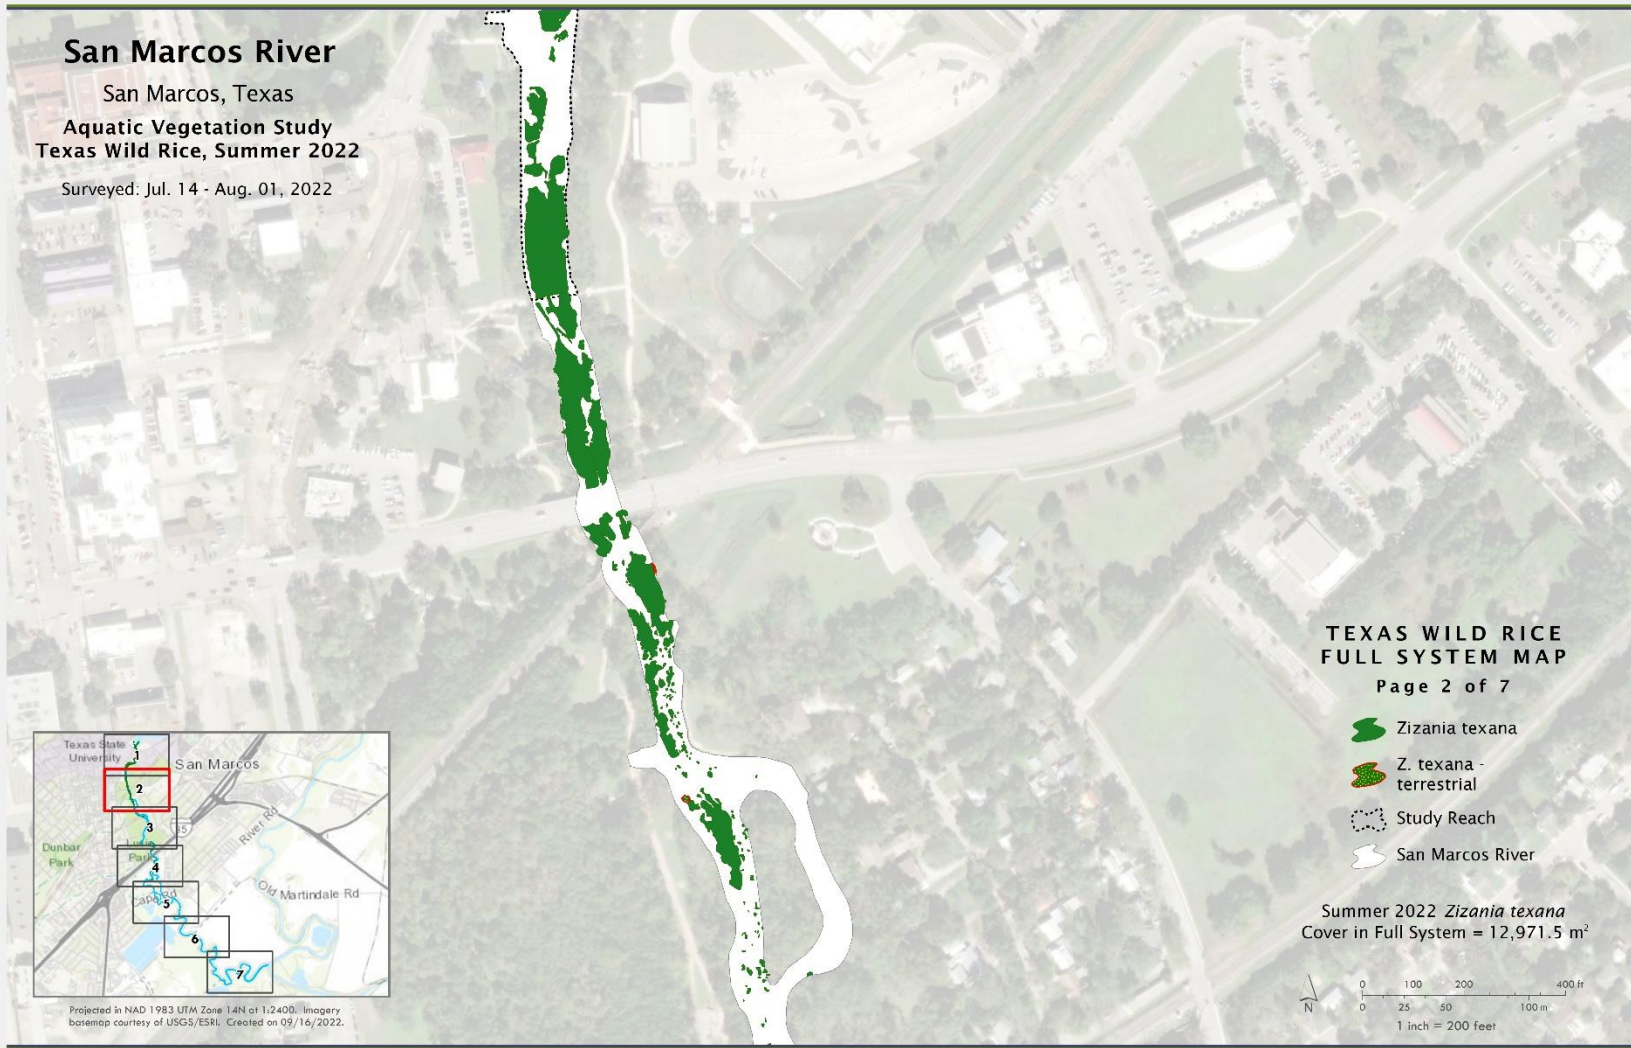 San Marcos River
San Marcos, Texas
Aquatic Vegetation Study
Texas Wild Rice, Summer 2022
Surveyed: Jul. 14 - Aug. 01, 2022
TEXAS WILD RICE
FULL SYSTEM MAP
Page 2 of 7
Zizania texana
Z. texana -
terrestrial
Study Reach
San Marcos River
Summer 2022 Zizania texana
Cover in Full System = 12,971.5 m²
0 100 200 400 ft
0 25 50 100 m
N
1 inch = 200 feet
Texas State
University
San Marcos
1
2
3
35
River Rd
Dunbar
Park
Park
4
Old Martindale Rd
5
6
7
Projected in NAD 1983 UTM Zone 14N at 1:2400. Imagery
basemap courtesy of USGS/ESRI. Created on 09/16/2022.